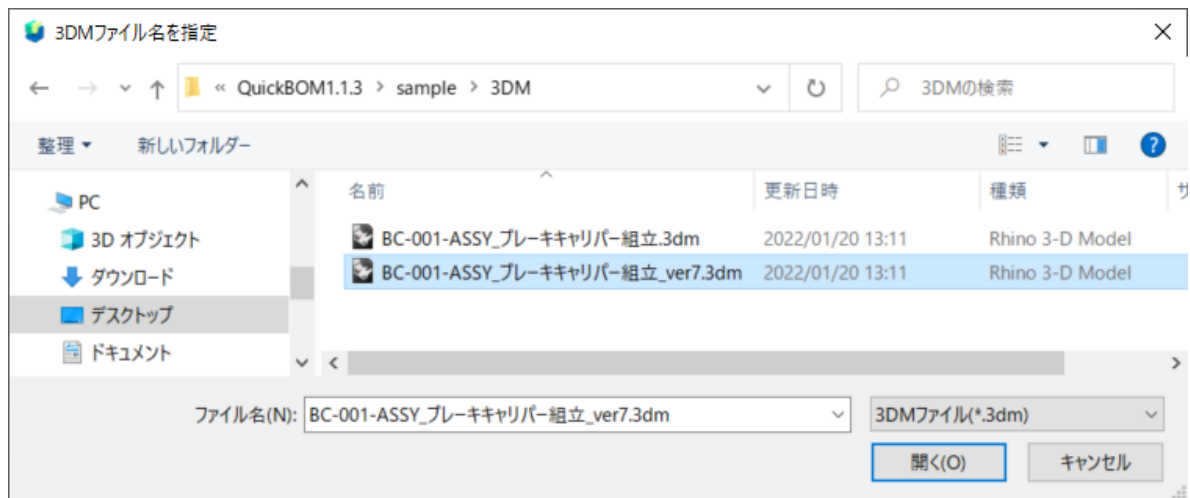 3DMファイル名を指定
« QuickBOM1.1.3 > sample > 3DM
3DMの検索
整理
新しいフォルダー
?
名前 更新日時 種類 サ
PC
3D オブジェクト
ダウンロード
デスクトップ
ドキュメント
BC-001-ASSY_ブレーキキャリパー組立.3dm 2022/01/20 13:11 Rhino 3-D Model
BC-001-ASSY_ブレーキキャリパー組立_ver7.3dm 2022/01/20 13:11 Rhino 3-D Model
ファイル名(N): BC-001-ASSY_ブレーキキャリパー組立_ver7.3dm
3DMファイル(*.3dm)
開く(O) キャンセル